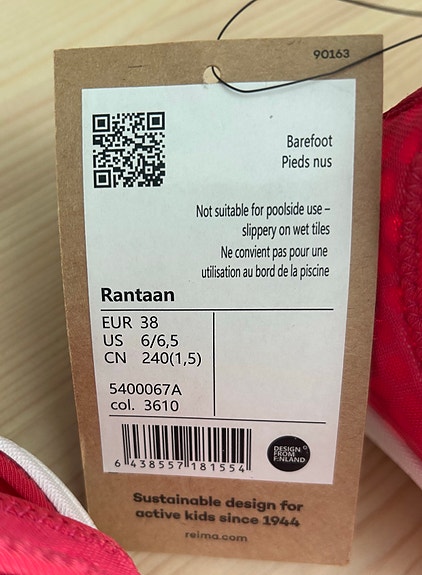 90163
Barefoot
Pieds nus
Not suitable for poolside use –
slippery on wet tiles
Ne convient pas pour une
utilisation au bord de la piscine
Rantaan
EUR 38
US 6/6,5
CN 240(1,5)
5400067A
col. 3610
6 438557 181554
DESIGN
FROM
FINLAND
Sustainable design for
active kids since 1944
reima.com